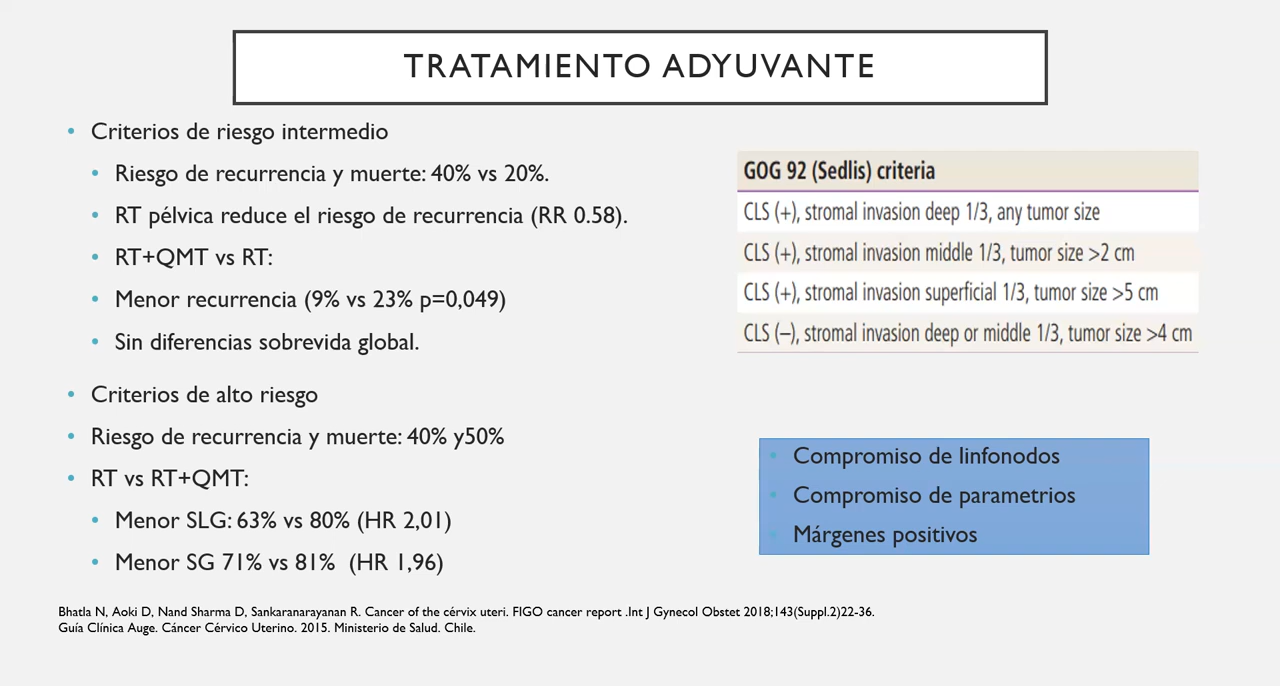 TRATAMIENTO ADYUVANTE
• Criterios de riesgo intermedio
• Riesgo de recurrencia y muerte: 40% vs 20%.
• RT pélvica reduce el riesgo de recurrencia (RR 0.58).
• RT+QMT vs RT:
• Menor recurrencia (9% vs 23% p=0,049)
• Sin diferencias sobrevida global.
• Criterios de alto riesgo
• Riesgo de recurrencia y muerte: 40% y50%
• RT vs RT+QMT:
• Menor SLG: 63% vs 80% (HR 2,01)
• Menor SG 71% vs 81% (HR 1,96)
GOG 92 (Sedlis) criteria
CLS (+), stromal invasion deep 1/3, any tumor size
CLS (+), stromal invasion middle 1/3, tumor size >2 cm
CLS (+), stromal invasion superficial 1/3, tumor size >5 cm
CLS (–), stromal invasion deep or middle 1/3, tumor size >4 cm
• Compromiso de linfonodos
• Compromiso de parametrios
• Márgenes positivos
Bhatla N, Aoki D, Nand Sharma D, Sankaranarayanan R. Cancer of the cérvix uteri. FIGO cancer report .Int J Gynecol Obstet 2018;143(Suppl.2)22-36.
Guía Clínica Auge. Cáncer Cérvico Uterino. 2015. Ministerio de Salud. Chile.